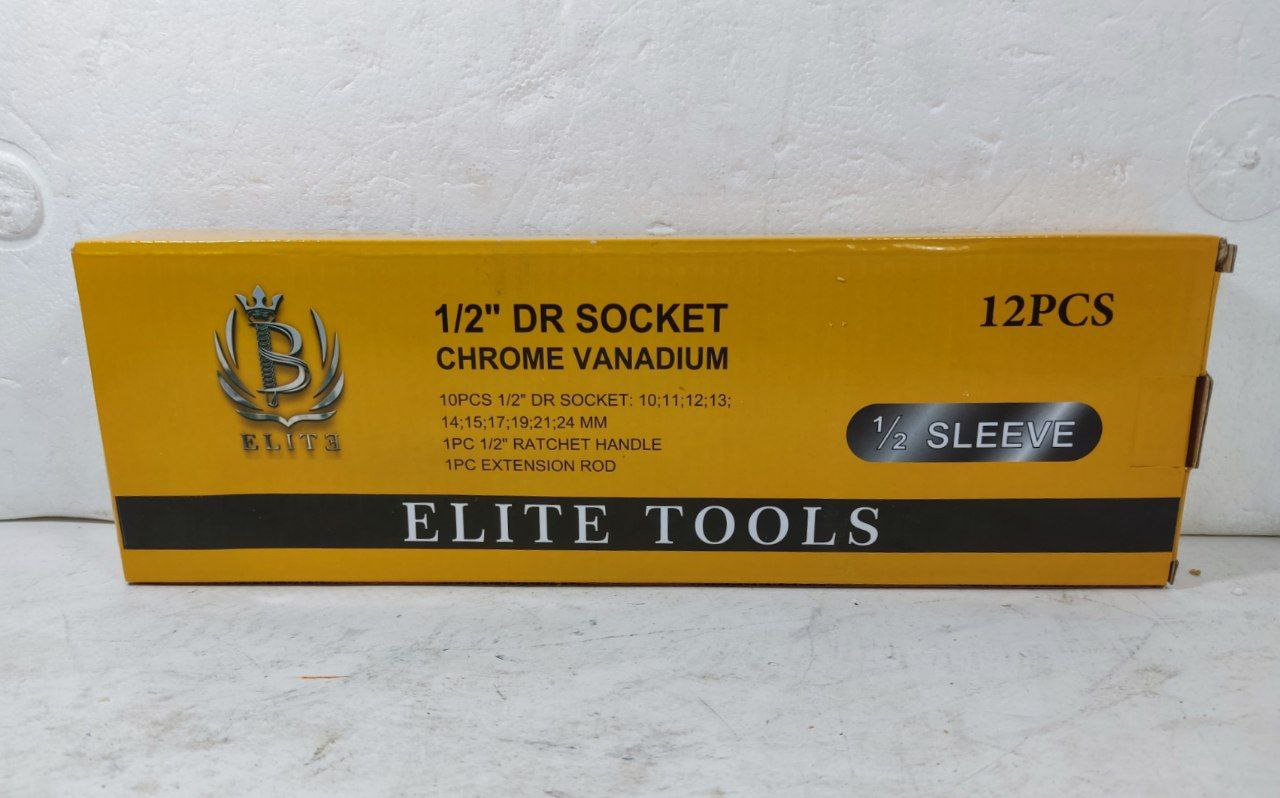 1/2" DR SOCKET
CHROME VANADIUM
10PCS 1/2" DR SOCKET: 10;11;12;13;
14;15;17;19;21;24 MM
1PC 1/2" RATCHET HANDLE
1PC EXTENSION ROD
12PCS
½ SLEEVE
B
ELITE
ELITE TOOLS